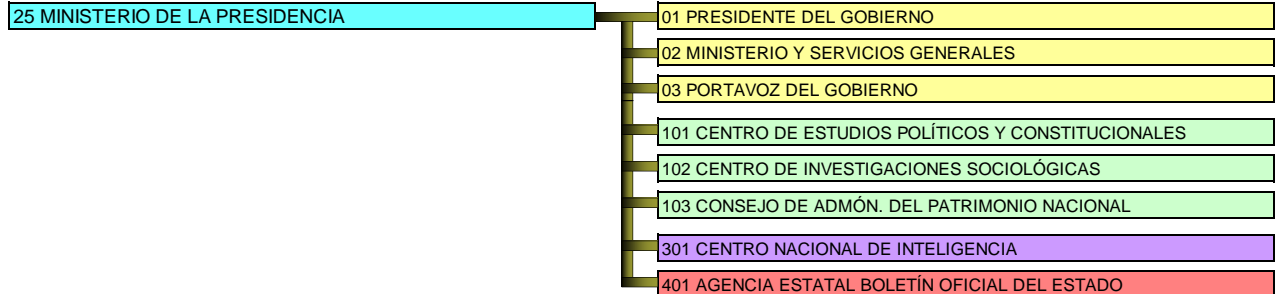 25 MINISTERIO DE LA PRESIDENCIA
01 PRESIDENTE DEL GOBIERNO
02 MINISTERIO Y SERVICIOS GENERALES
03 PORTAVOZ DEL GOBIERNO
101 CENTRO DE ESTUDIOS POLÍTICOS Y CONSTITUCIONALES
102 CENTRO DE INVESTIGACIONES SOCIOLÓGICAS
103 CONSEJO DE ADMÓN. DEL PATRIMONIO NACIONAL
301 CENTRO NACIONAL DE INTELIGENCIA
401 AGENCIA ESTATAL BOLETÍN OFICIAL DEL ESTADO